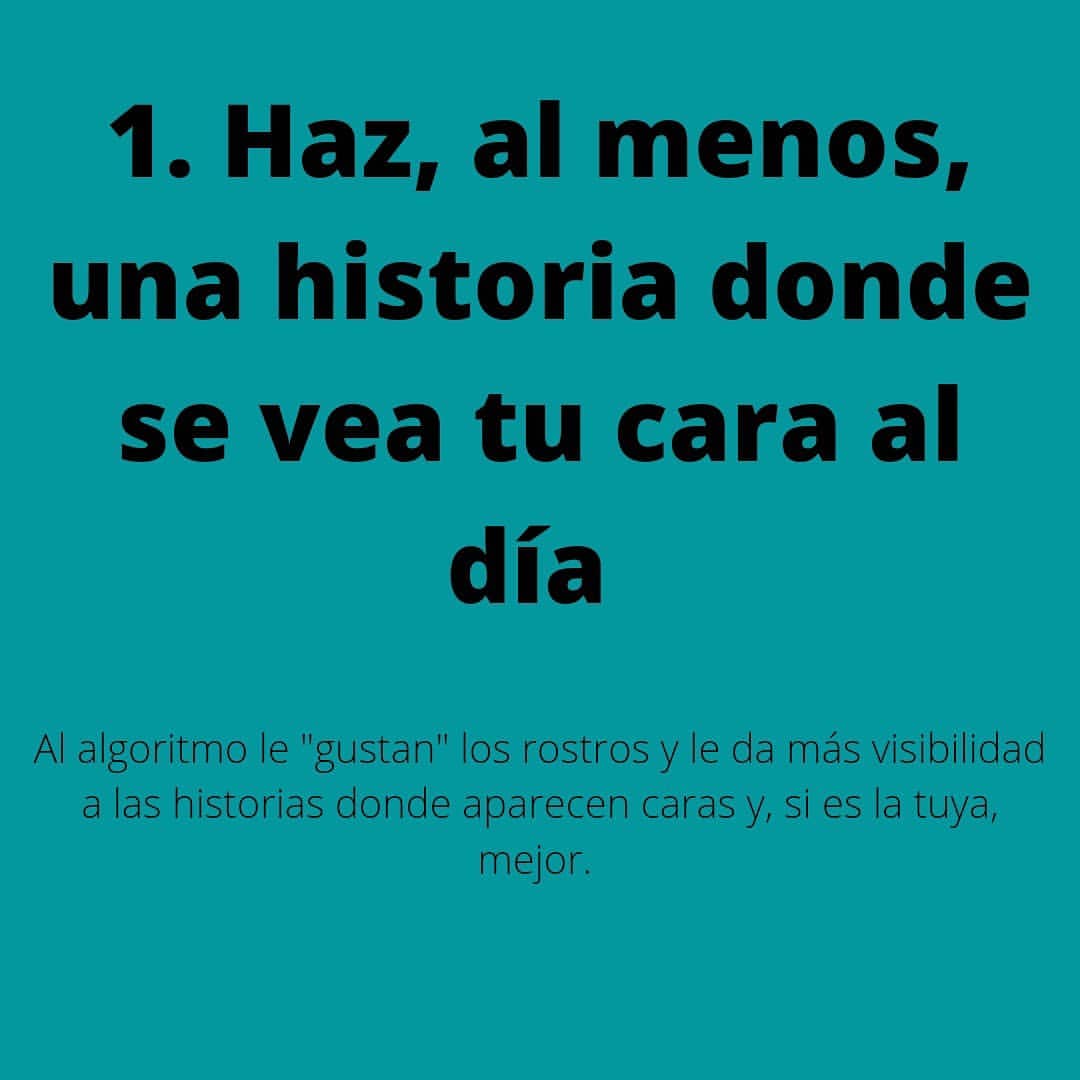 1. Haz, al menos,
una historia donde
se vea tu cara al
día
Al algoritmo le "gustan" los rostros y le da más visibilidad
a las historias donde aparecen caras y, si es la tuya,
mejor.